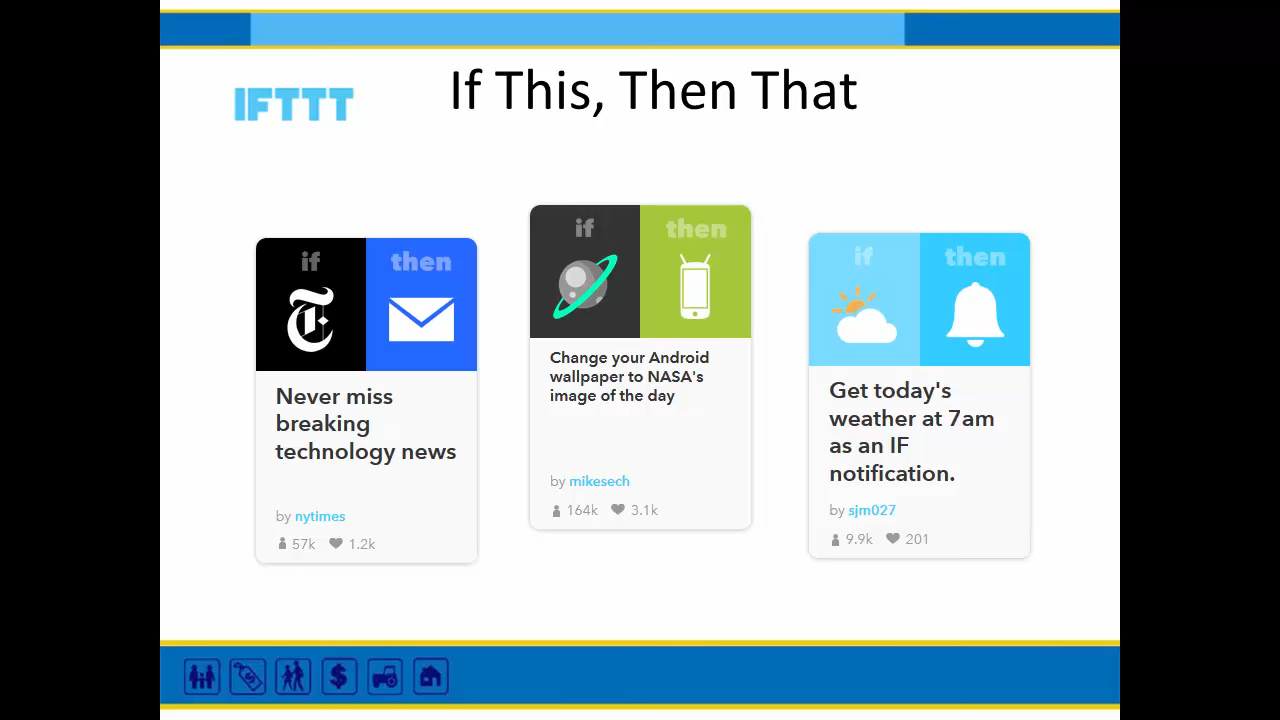 IFTTT
If This, Then That
if then
Never miss
breaking
technology news
by nytimes
57k 1.2k
if then
Change your Android
wallpaper to NASA's
image of the day
by mikesech
164k 3.1k
if then
Get today's
weather at 7am
as an IF
notification.
by sjm027
9.9k 201